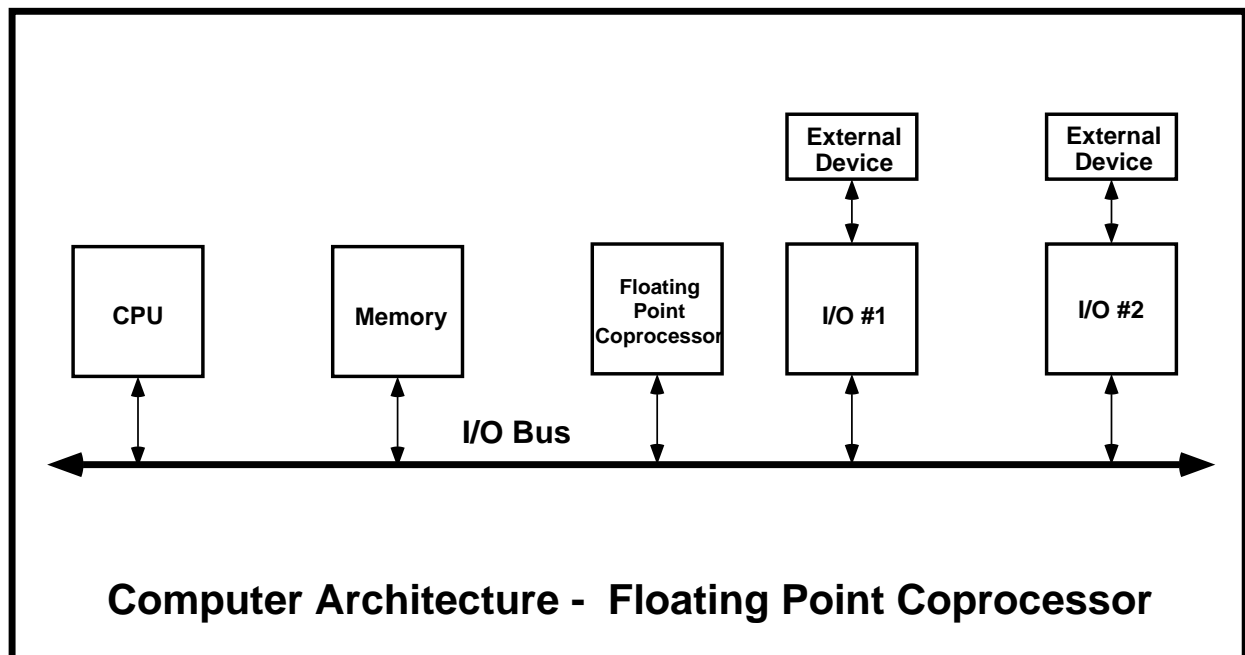 External
Device
External
Device
CPU
Memory
Floating
Point
Coprocessor
I/O #1
I/O #2
I/O Bus
Computer Architecture -  Floating Point Coprocessor